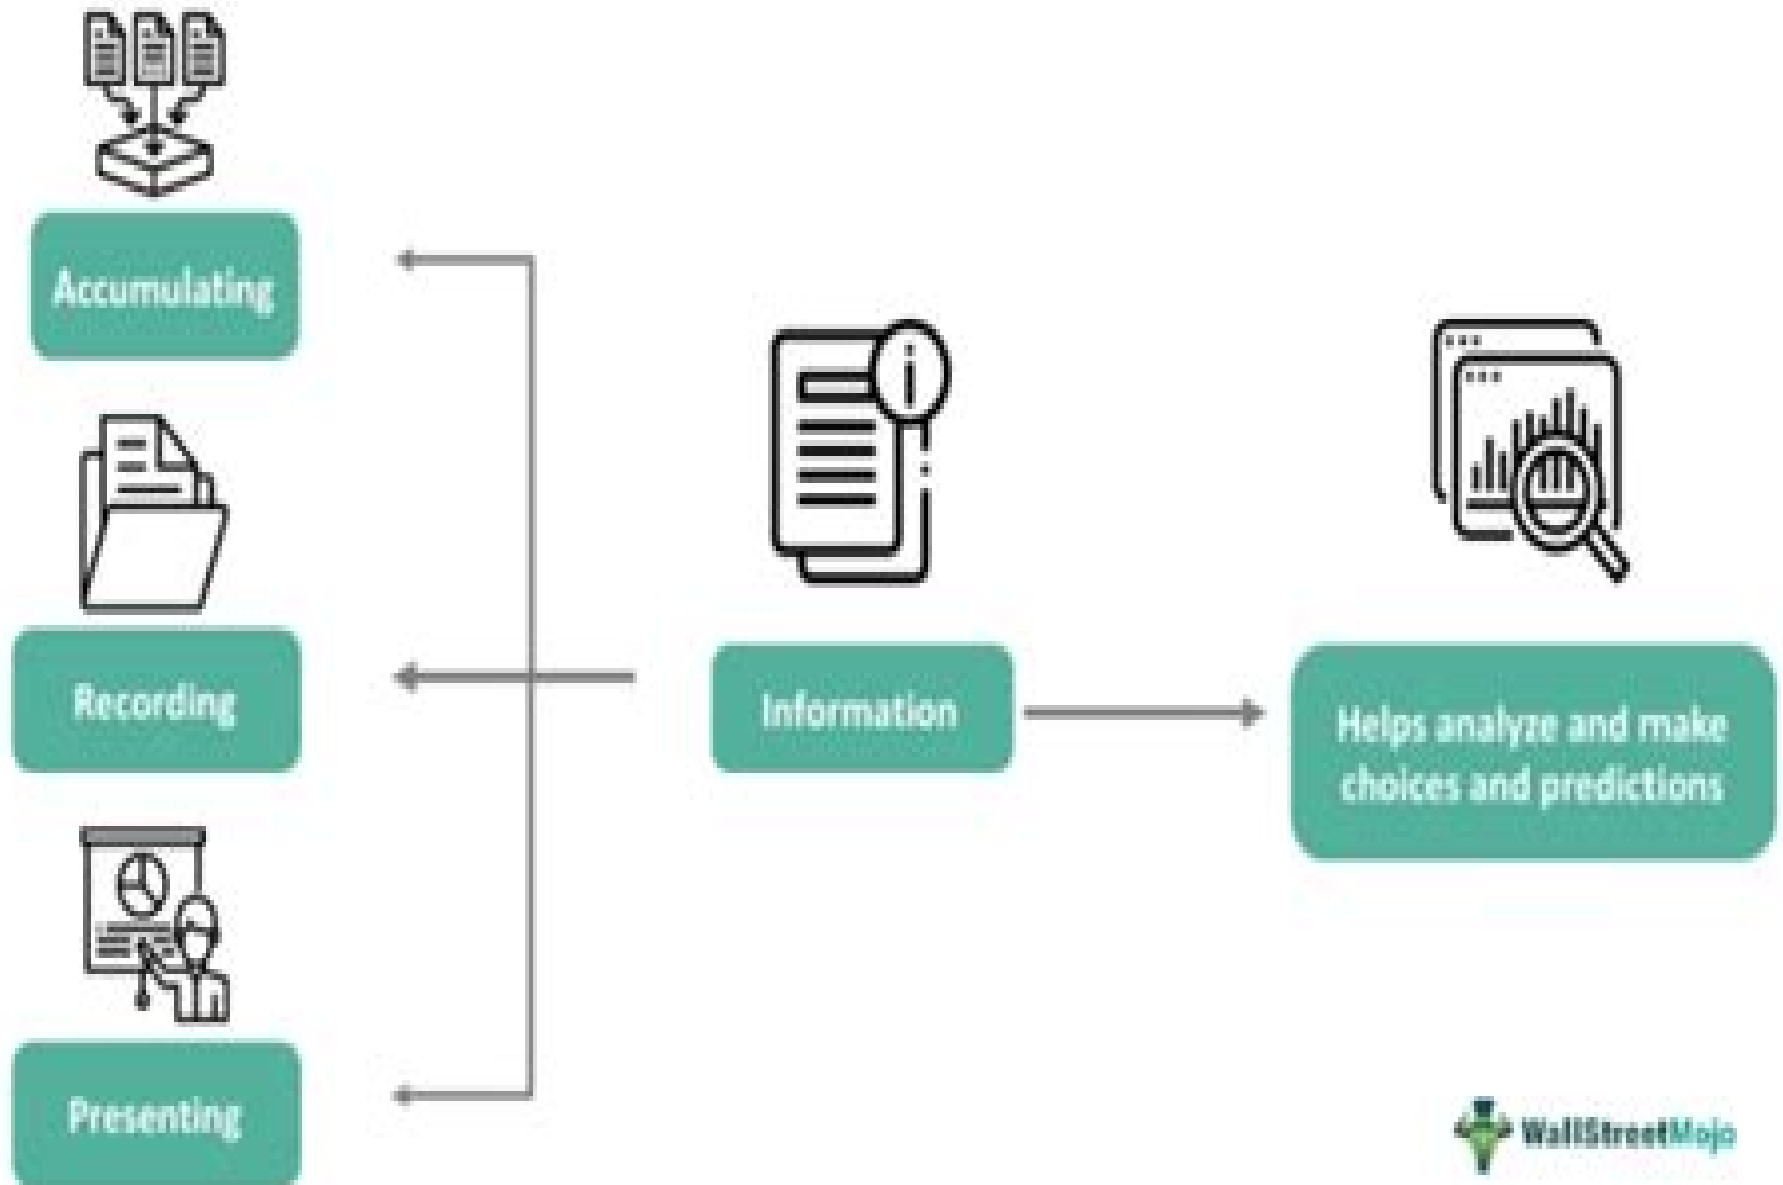 Accumulating
Recording
Presenting
Information
Helps analyze and make
choices and predictions
WallStreetMojo